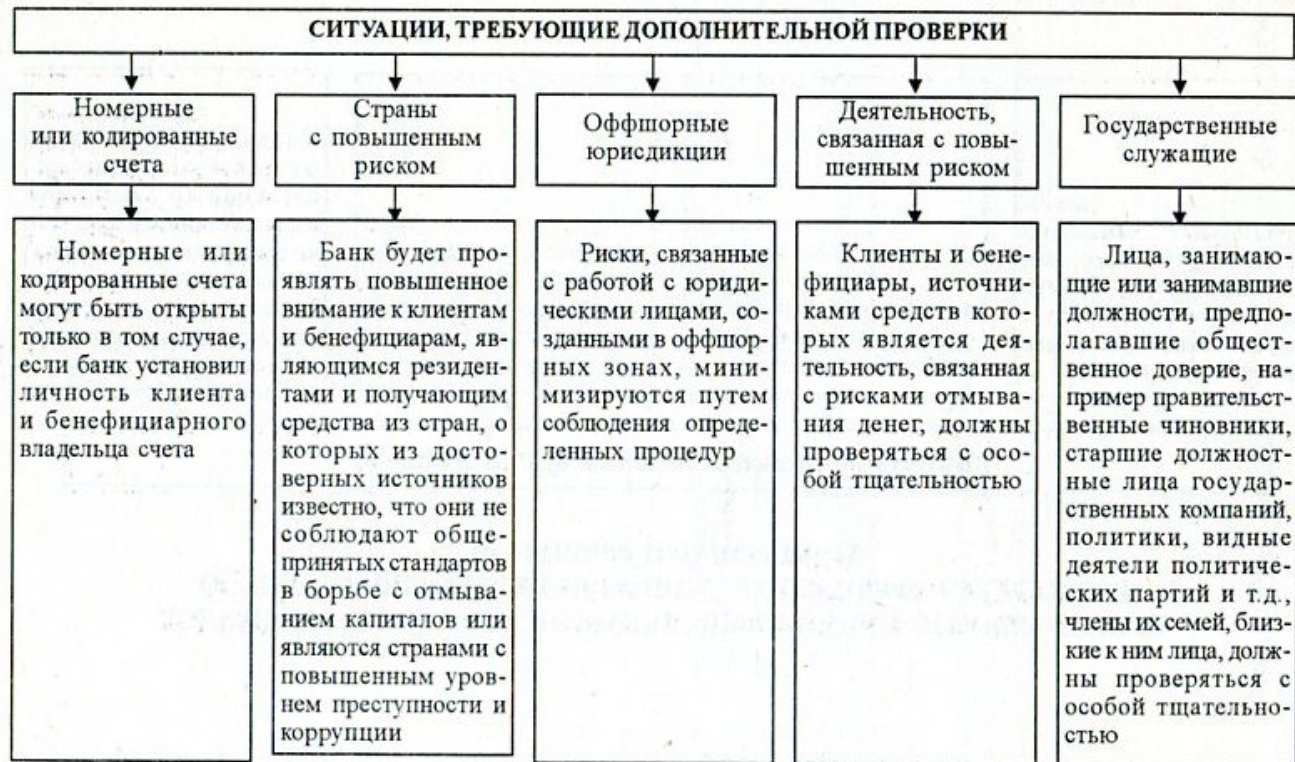 СИТУАЦИИ, ТРЕБУЮЩИЕ ДОПОЛНИТЕЛЬНОЙ ПРОВЕРКИ
Номерные
или кодированные
счета
Страны
с повышенным
риском
Оффшорные
юрисдикции
Деятельность,
связанная с повы-
шенным риском
Государственные
служащие
Номерные или
кодированные счета
могут быть открыты
только в том случае,
если банк установил
личность клиента
и бенефициарного
владельца счета
Банк будет про-
являть повышенное
внимание к клиентам
и бенефициарам, яв-
ляющимся резиден-
тами и получающим
средства из стран, о
которых из досто-
верных источников
известно, что они не
соблюдают обще-
принятых стандартов
в борьбе с отмыва-
нием капиталов или
являются странами с
повышенным уров-
нем преступности и
коррупции
Риски, связанные
с работой с юриди-
ческими лицами, со-
зданными в оффшор-
ных зонах, мини-
мизируются путем
соблюдения опреде-
ленных процедур
Клиенты и бене-
фициары, источни-
ками средств кото-
рых является дея-
тельность, связанная
с рисками отмыва-
ния денег, должны
проверяться с осо-
бой тщательностью
Лица, занимаю-
щие или занимавшие
должности, предпо-
лагавшие общест-
венное доверие, на-
пример правительст-
венные чиновники,
старшие должност-
ные лица государ-
ственных компаний,
политики, видные
деятели политиче-
ских партий и т.д.,
члены их семей, близ-
кие к ним лица, долж-
ны проверяться с
особой тщательно-
стью